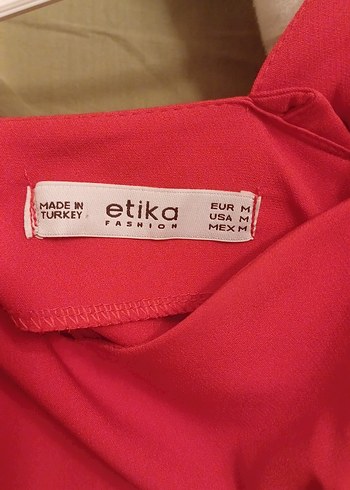 MADE IN
TURKEY
etika
FASHION
EUR M
USA M
MEX M